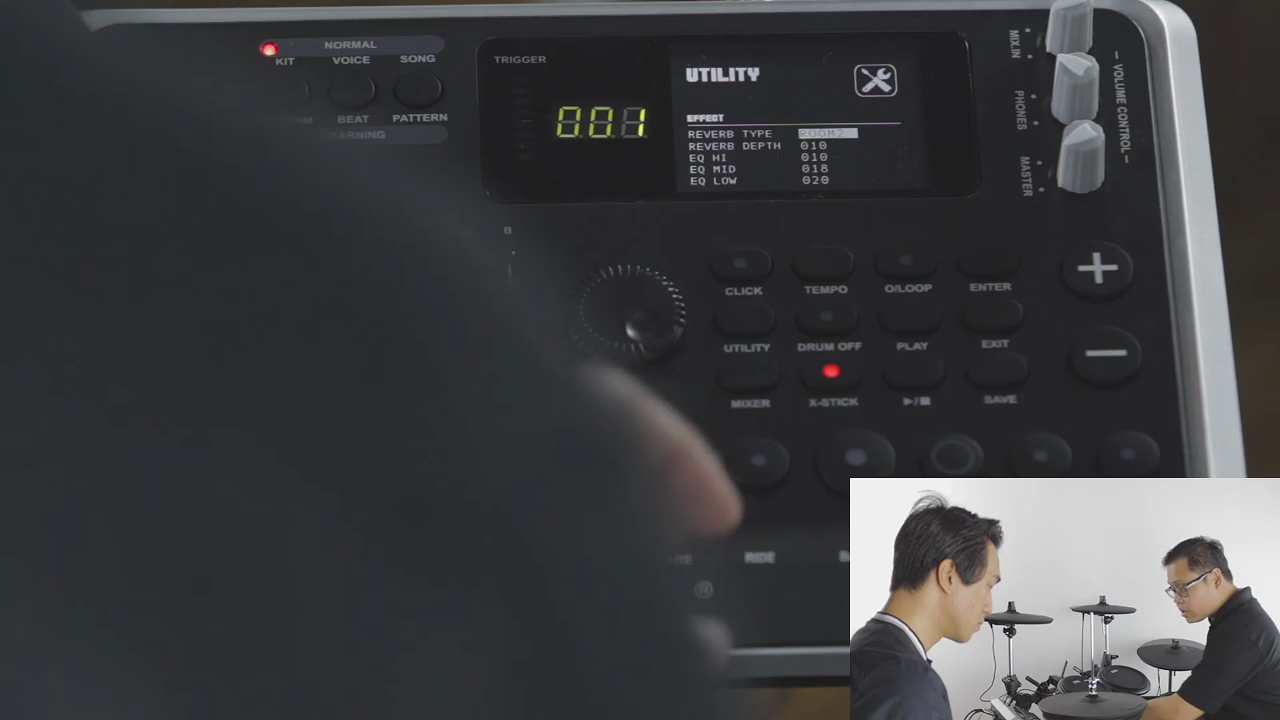 NORMAL
KIT VOICE SONG
BEAT PATTERN
TRIGGER
001
UTILITY
EFFECT
REVERB TYPE ROOM2
REVERB DEPTH 010
EQ HI 010
EQ MID 018
EQ LOW 020
MIX.IN
PHONES
MASTER
VOLUME CONTROL
CLICK TEMPO O/LOOP ENTER
UTILITY DRUM OFF PLAY EXIT
MIXER X-STICK ►/■ SAVE
+
−
RIDE
®